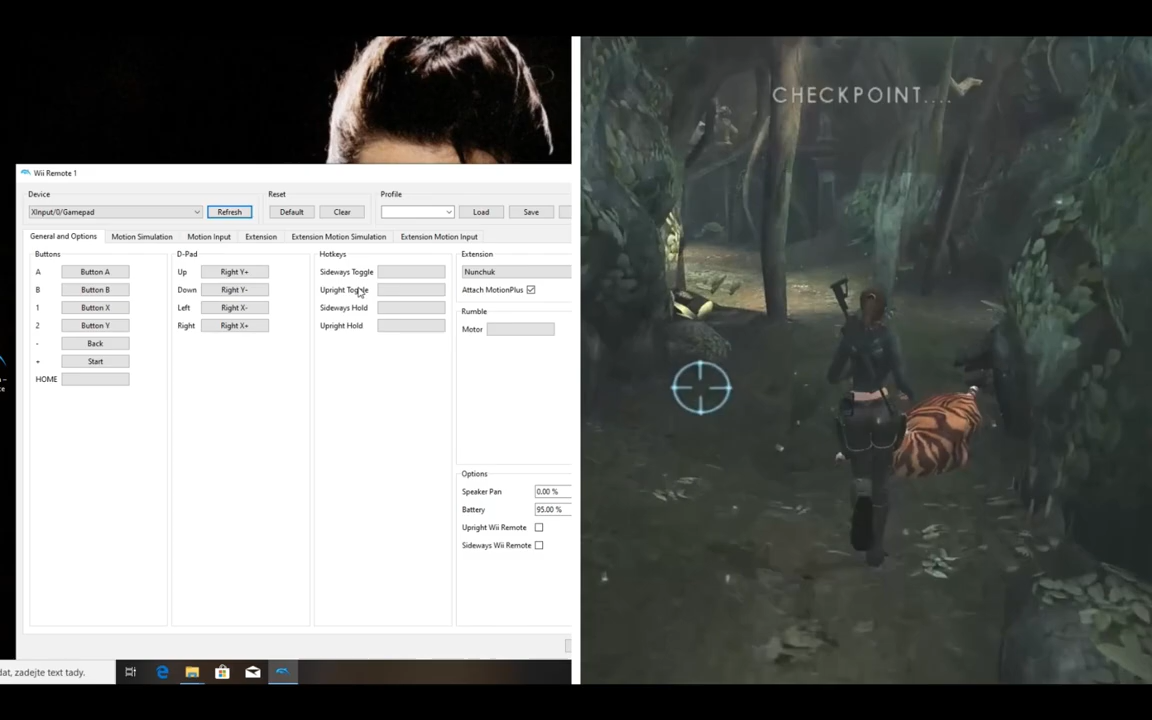 Wii Remote 1
Device
Reset
Profile
XInput/0/Gamepad
Refresh
Default
Clear
Load
Save
General and Options
Motion Simulation
Motion Input
Extension
Extension Motion Simulation
Extension Motion Input
Buttons
A Button A
B Button B
1 Button X
2 Button Y
- Back
+ Start
HOME
D-Pad
Up Right Y+
Down Right Y-
Left Right X-
Right Right X+
Hotkeys
Sideways Toggle
Upright Toggle
Sideways Hold
Upright Hold
Extension
Nunchuk
Attach MotionPlus
Rumble
Motor
Options
Speaker Pan 0.00 %
Battery 95.00 %
Upright Wii Remote
Sideways Wii Remote
dat, zadejte text tady.
CHECKPOINT....